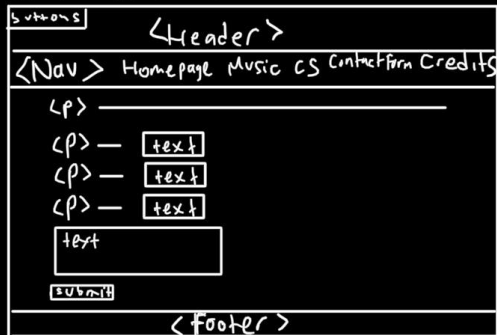 buttons
<Header>
<Nav> Homepage Music CS Contactform Credits
<p>
<p> text
<p> text
<p> text
text
submit
<footer>